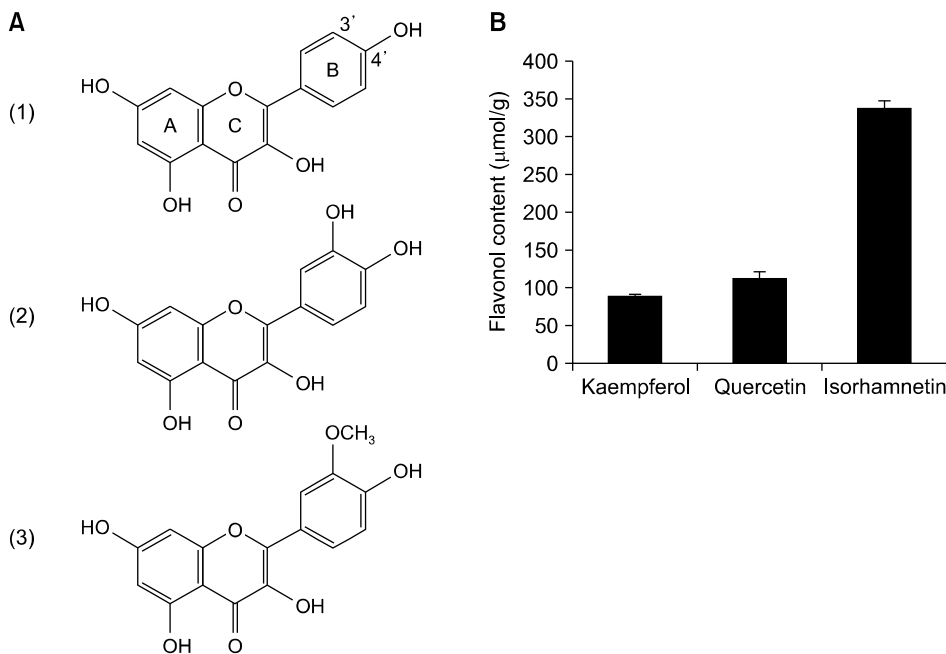 A
(1)
3'
4'
OH
B
HO
O
A
C
OH
OH
O
(2)
OH
OH
HO
O
OH
OH
O
(3)
OCH₃
OH
HO
O
OH
OH
O
B
Flavonol content (μmol/g)
400
350
300
250
200
150
100
50
0
Kaempferol Quercetin Isorhamnetin